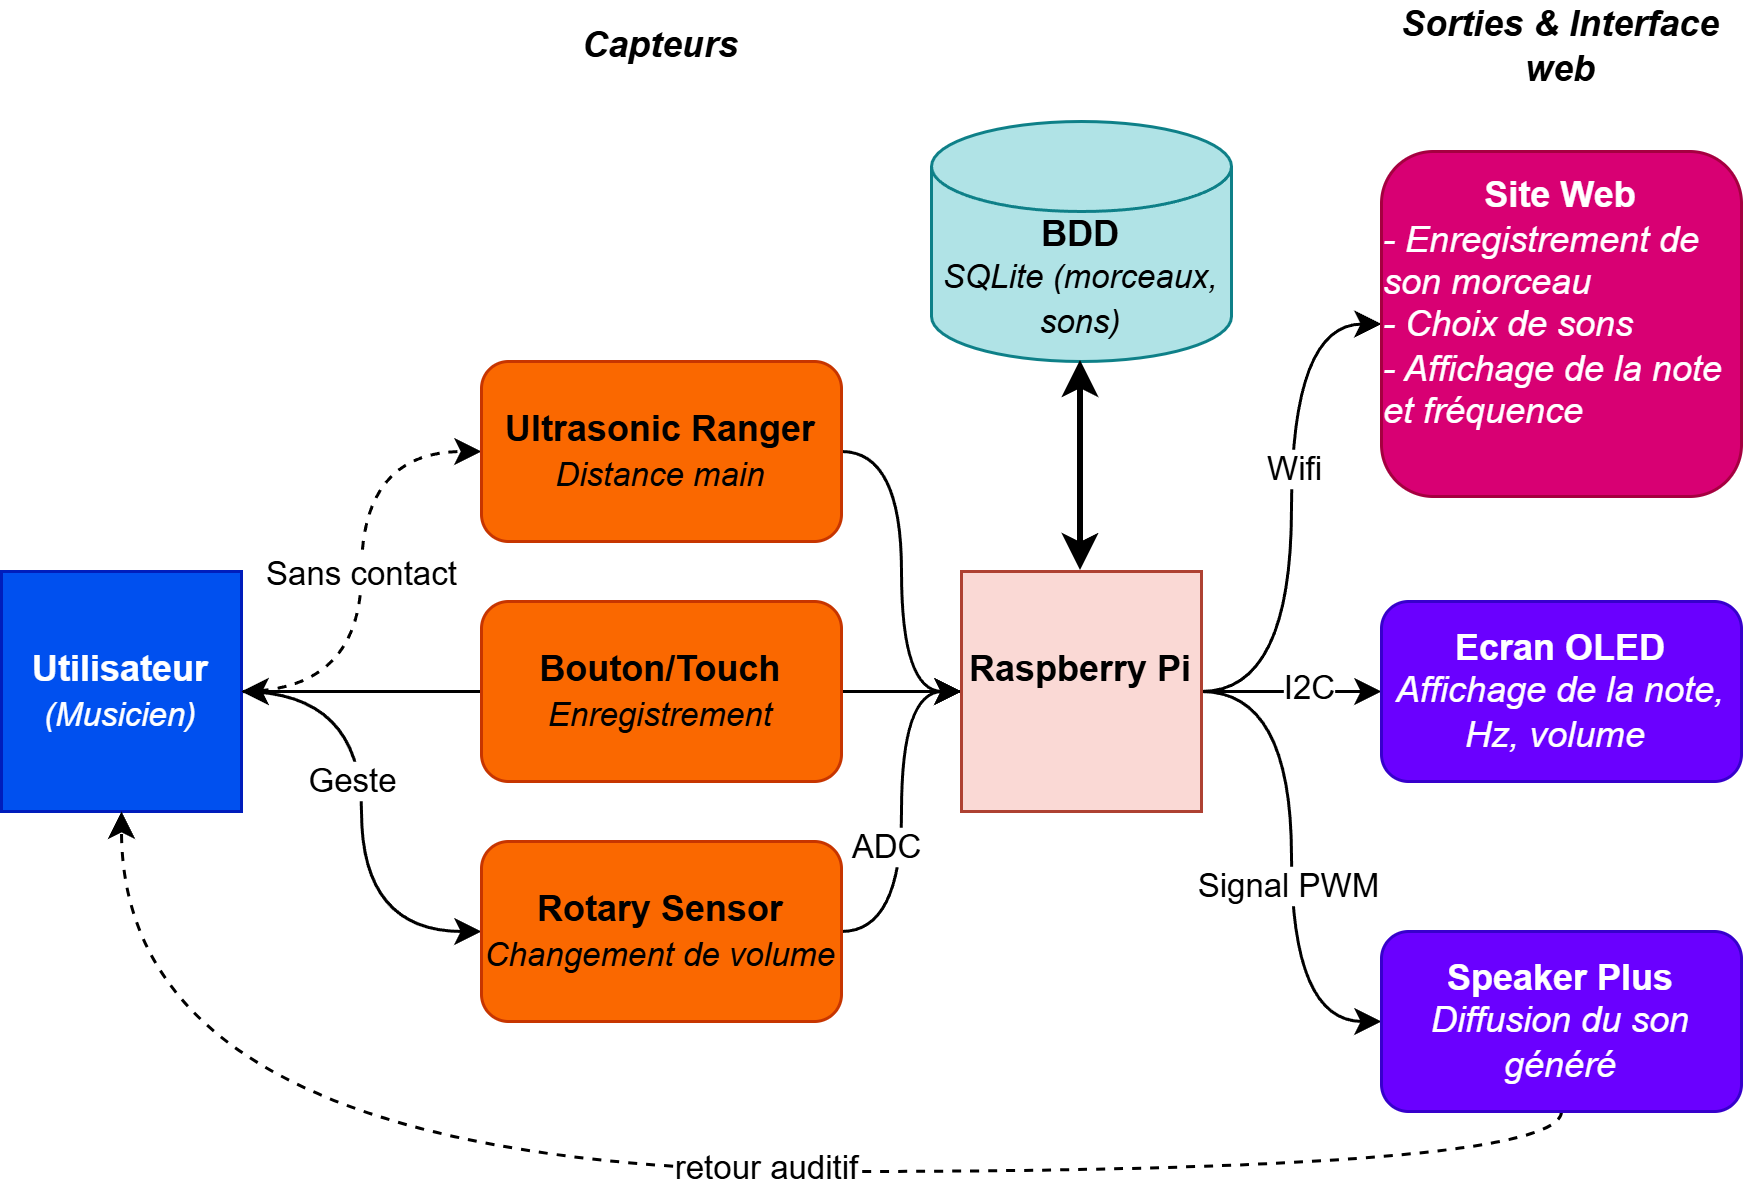 Capteurs
Sorties & Interface
web
BDD
SQLite (morceaux,
sons)
Site Web
- Enregistrement de
son morceau
- Choix de sons
- Affichage de la note
et fréquence
Ultrasonic Ranger
Distance main
Wifi
Sans contact
Utilisateur
(Musicien)
Bouton/Touch
Enregistrement
Raspberry Pi
I2C
Ecran OLED
Affichage de la note,
Hz, volume
Geste
ADC
Rotary Sensor
Changement de volume
Signal PWM
Speaker Plus
Diffusion du son
généré
retour auditif